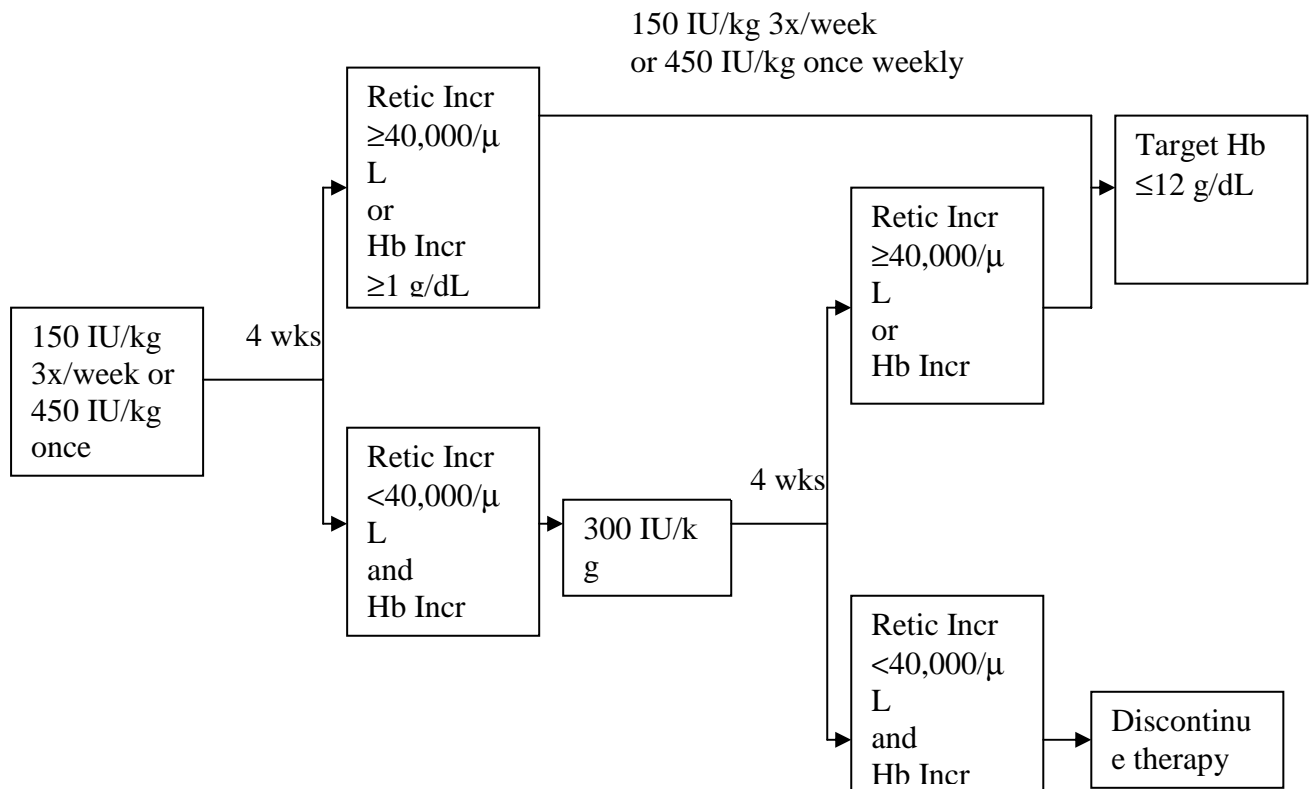 150 IU/kg 3x/week
or 450 IU/kg once weekly
Retic Incr
≥40,000/μ
L
or
Hb Incr
≥1 g/dL
Target Hb
≤12 g/dL
Retic Incr
≥40,000/μ
L
or
Hb Incr
150 IU/kg
3x/week or
450 IU/kg
once
4 wks
Retic Incr
<40,000/μ
L
and
Hb Incr
300 IU/k
g
4 wks
Retic Incr
<40,000/μ
L
and
Hb Incr
Discontinu
e therapy